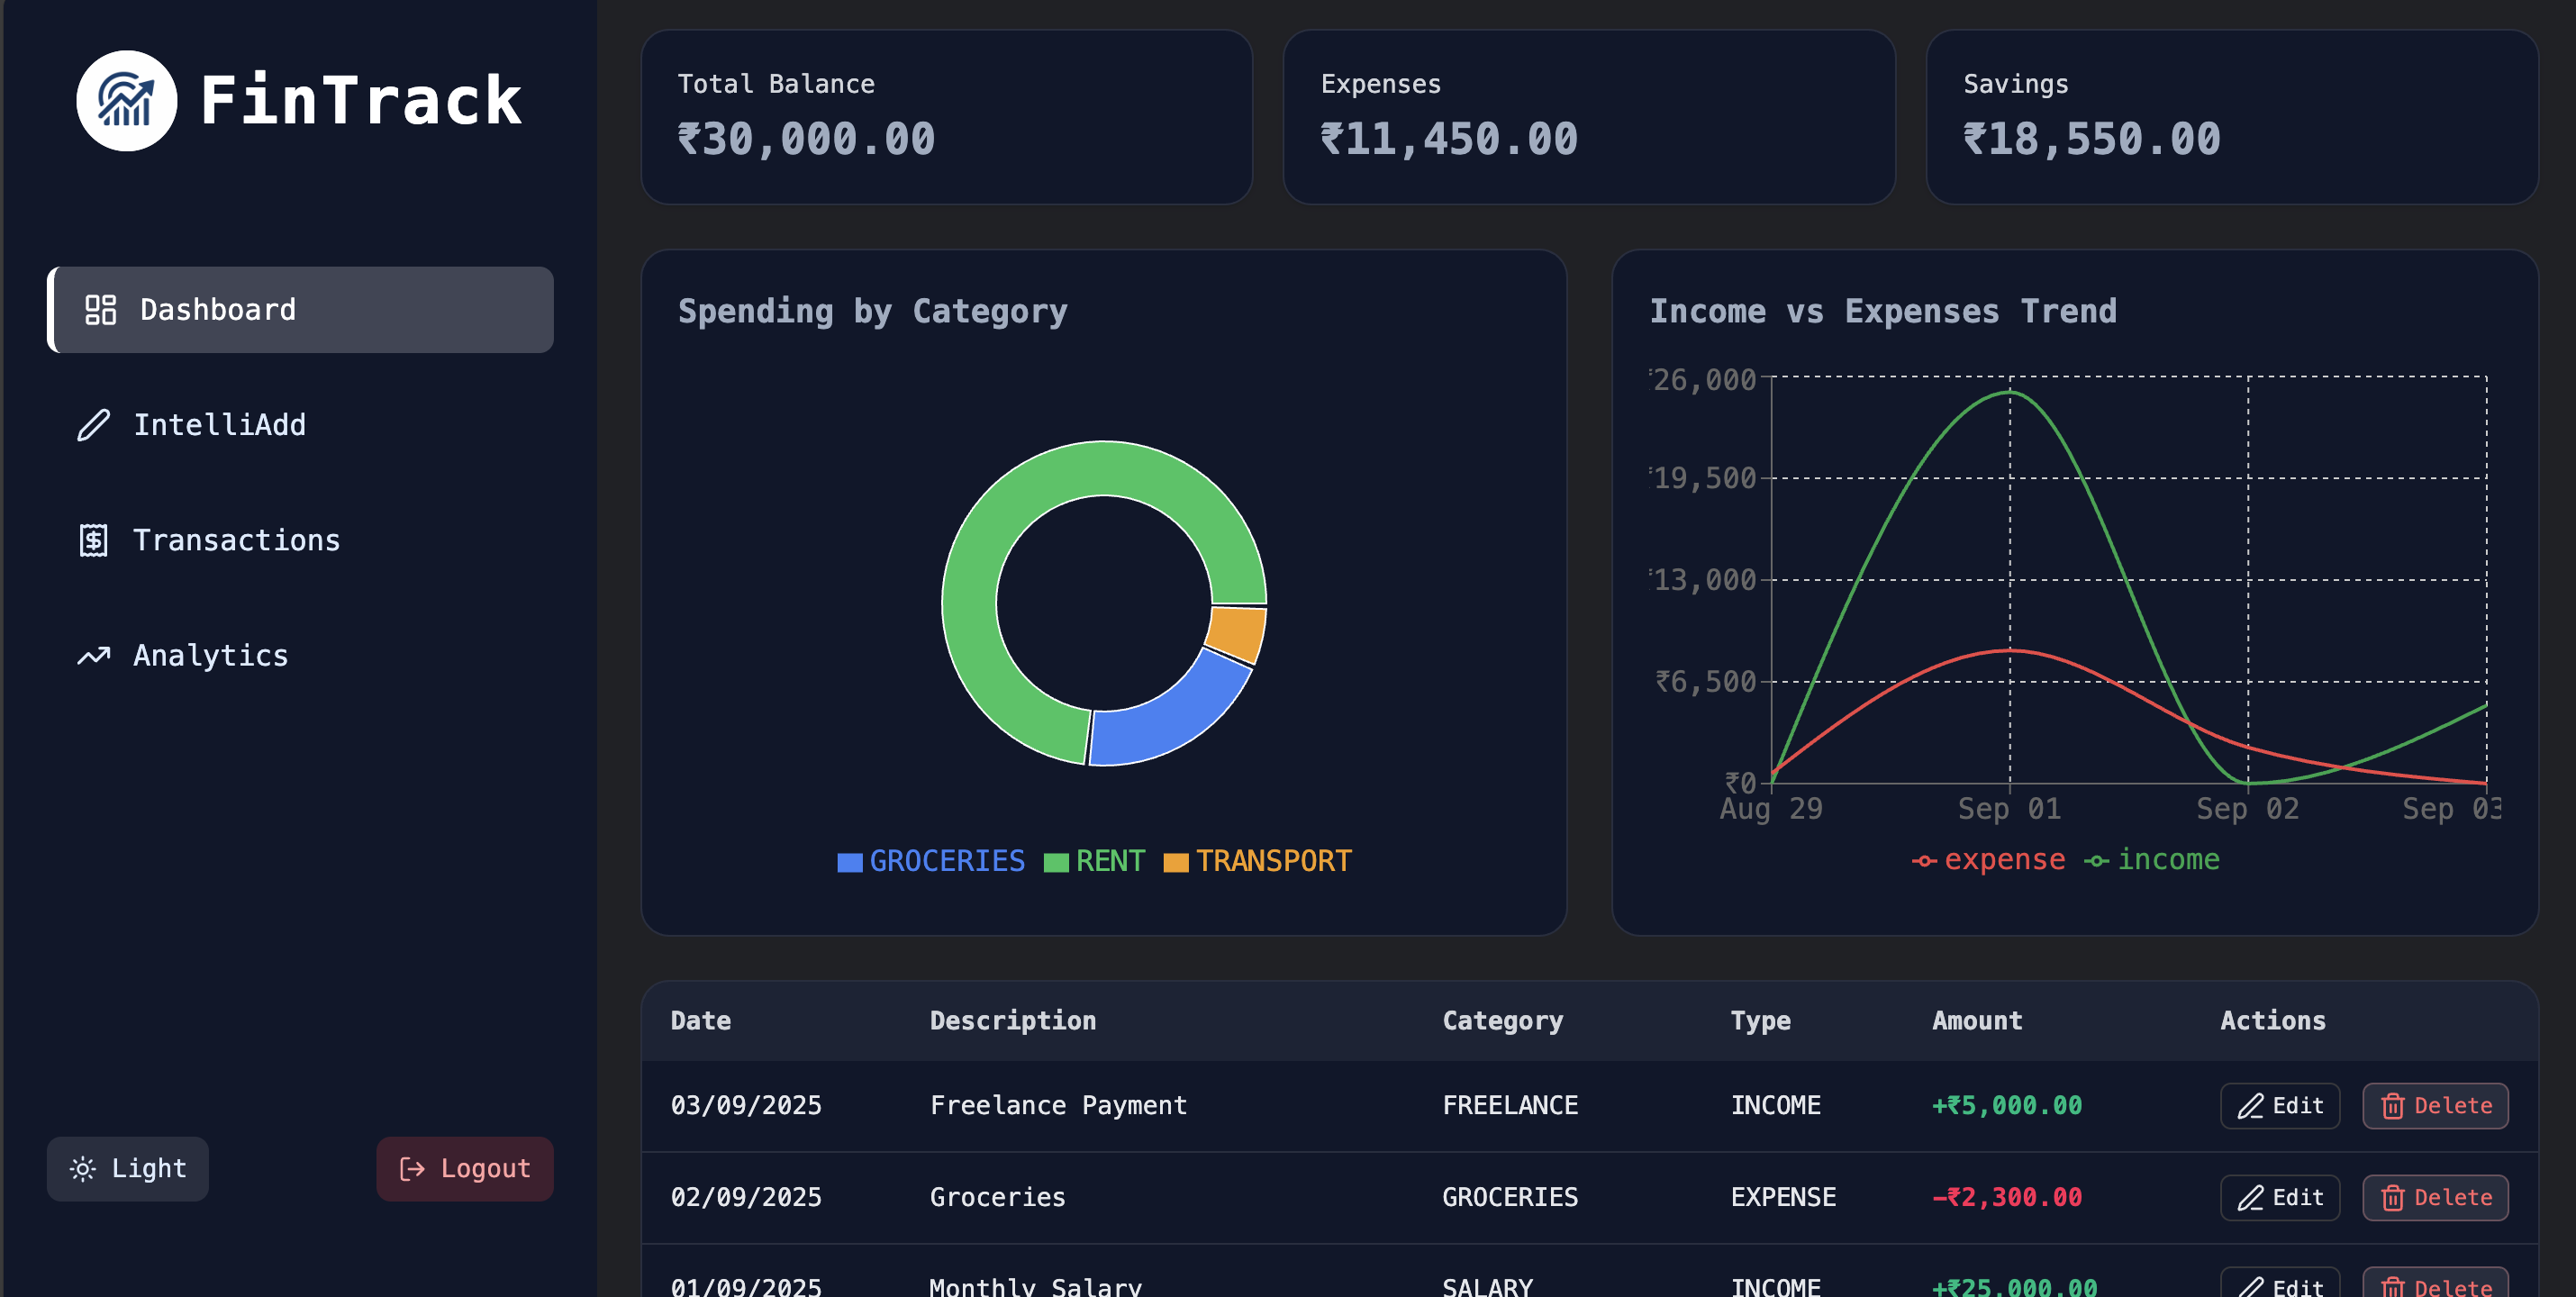 FinTrack
Dashboard
IntelliAdd
Transactions
Analytics
Light
Logout
Total Balance
₹30,000.00
Expenses
₹11,450.00
Savings
₹18,550.00
Spending by Category
GROCERIES RENT TRANSPORT
Income vs Expenses Trend
₹26,000
₹19,500
₹13,000
₹6,500
₹0
Aug 29 Sep 01 Sep 02 Sep 03
expense income
Date Description Category Type Amount Actions
03/09/2025 Freelance Payment FREELANCE INCOME +₹5,000.00 Edit Delete
02/09/2025 Groceries GROCERIES EXPENSE −₹2,300.00 Edit Delete
01/09/2025 Monthly Salary SALARY INCOME +₹25,000.00 Edit Delete